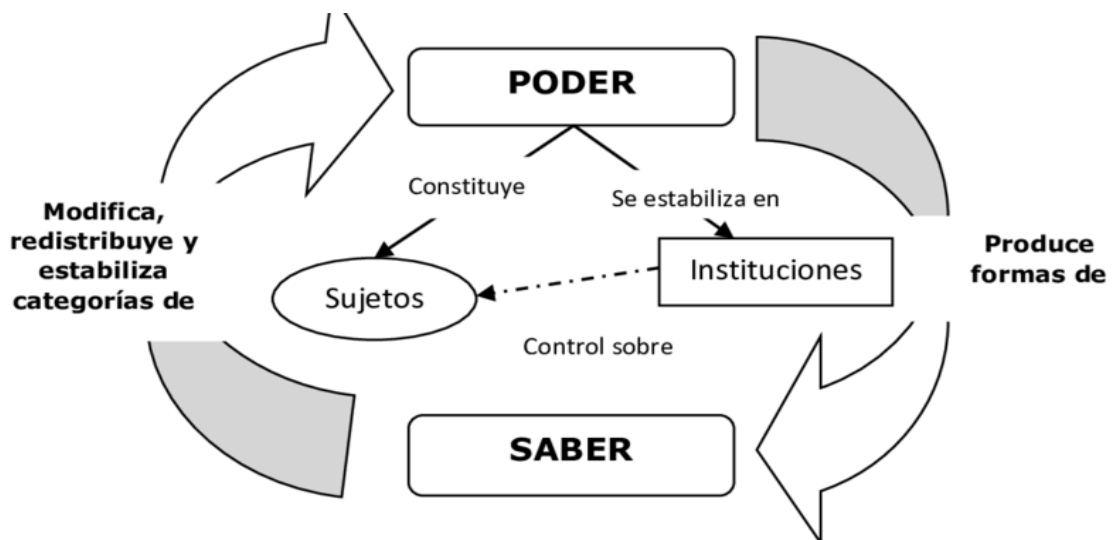 PODER
Constituye
Se estabiliza en
Modifica,
redistribuye y
estabiliza
categorías de
Produce
formas de
Sujetos
Instituciones
Control sobre
SABER